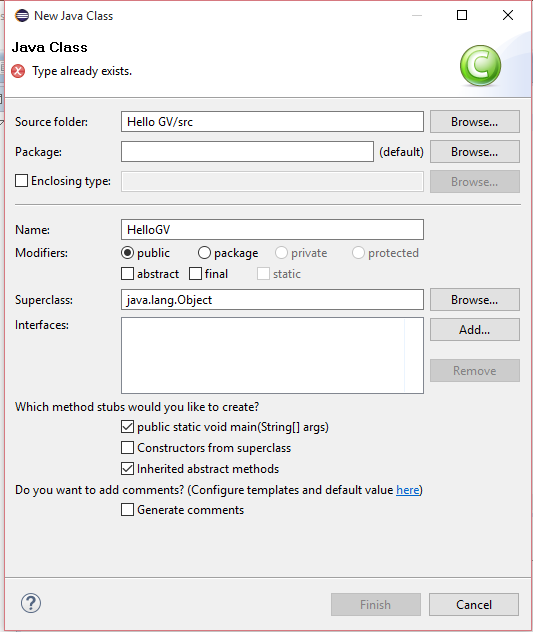 New Java Class
Java Class
Type already exists.
Source folder: Hello GV/src Browse...
Package: (default) Browse...
Enclosing type: Browse...
Name: HelloGV
Modifiers: public package private protected
abstract final static
Superclass: java.lang.Object Browse...
Interfaces: Add...
Remove
Which method stubs would you like to create?
public static void main(String[] args)
Constructors from superclass
Inherited abstract methods
Do you want to add comments? (Configure templates and default value here)
Generate comments
? Finish Cancel